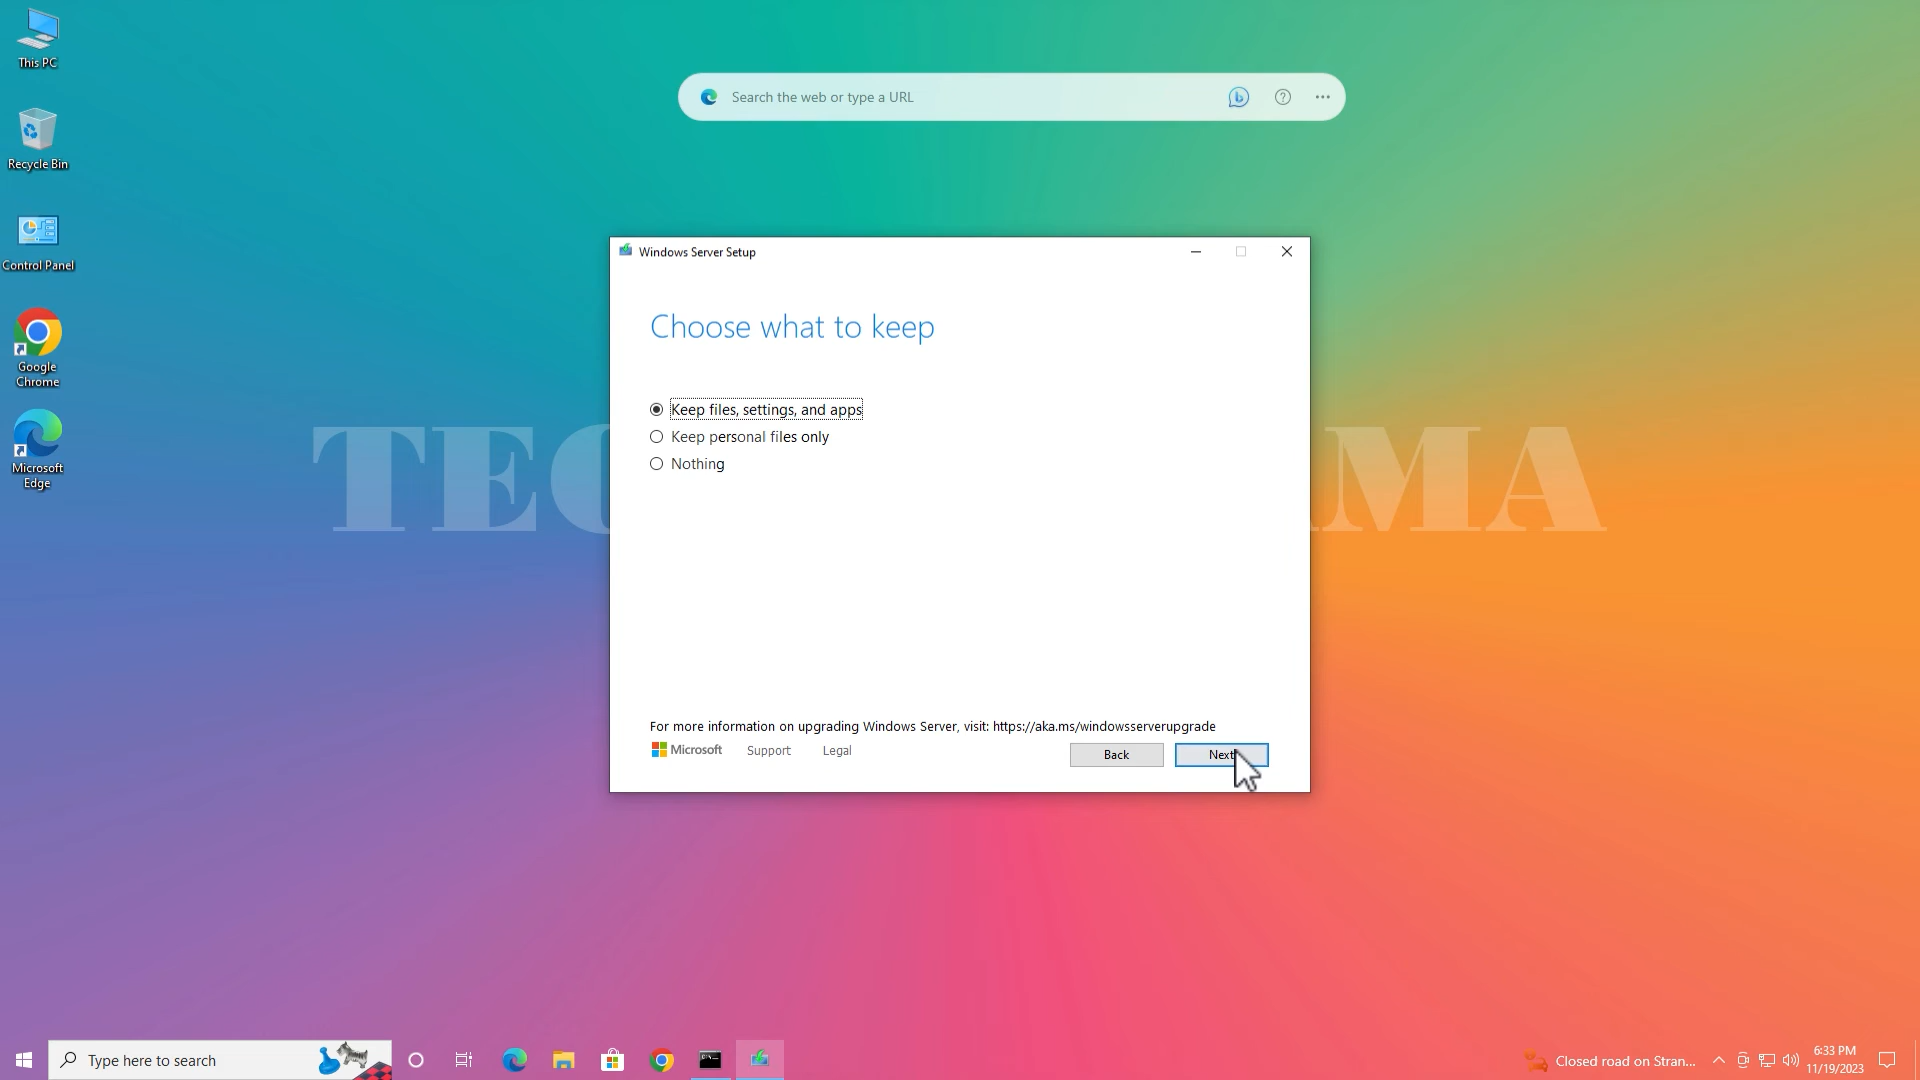 This PC
Recycle Bin
Control Panel
Google
Chrome
Microsoft
Edge
Search the web or type a URL
Windows Server Setup
Choose what to keep
Keep files, settings, and apps
Keep personal files only
Nothing
For more information on upgrading Windows Server, visit: https://aka.ms/windowsserverupgrade
Microsoft
Support
Legal
Back
Next
Type here to search
Closed road on Stran...
6:33 PM
11/19/2023